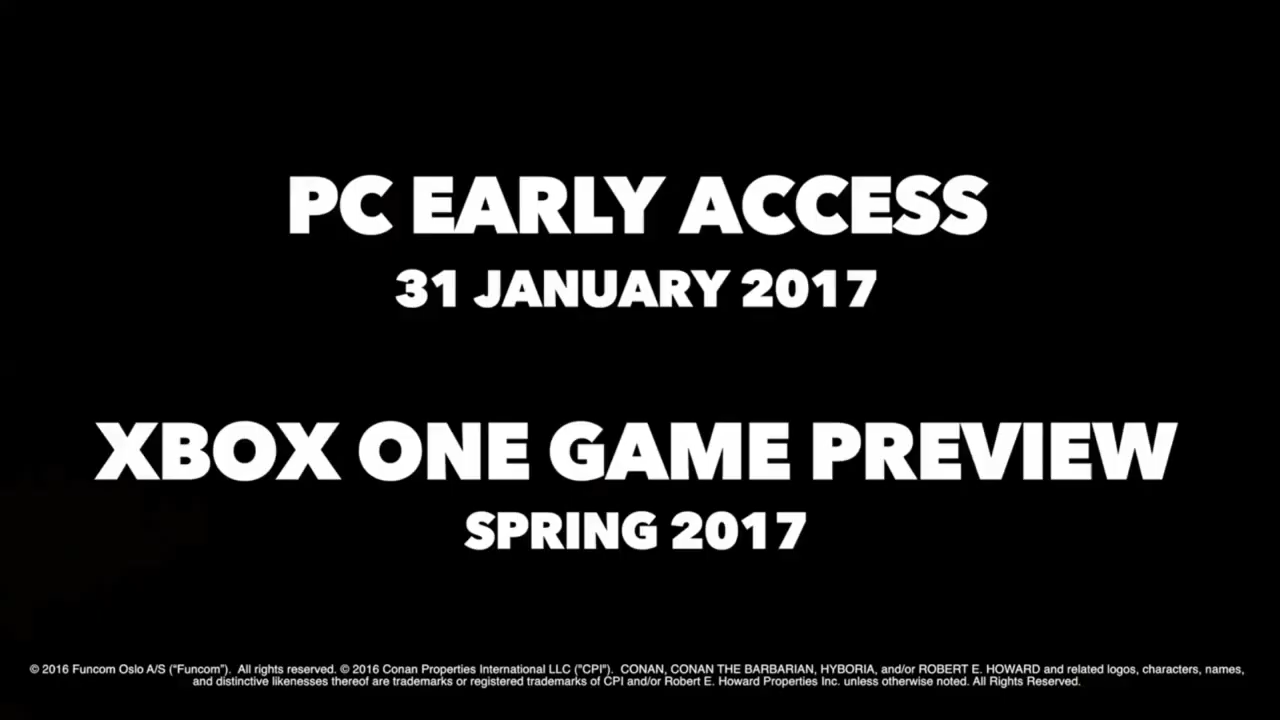 PC EARLY ACCESS
31 JANUARY 2017
XBOX ONE GAME PREVIEW
SPRING 2017
© 2016 Funcom Oslo A/S ("Funcom"). All rights reserved. © 2016 Conan Properties International LLC ("CPI"). CONAN, CONAN THE BARBARIAN, HYBORIA, and/or ROBERT E. HOWARD and related logos, characters, names,
and distinctive likenesses thereof are trademarks or registered trademarks of CPI and/or Robert E. Howard Properties Inc. unless otherwise noted. All Rights Reserved.